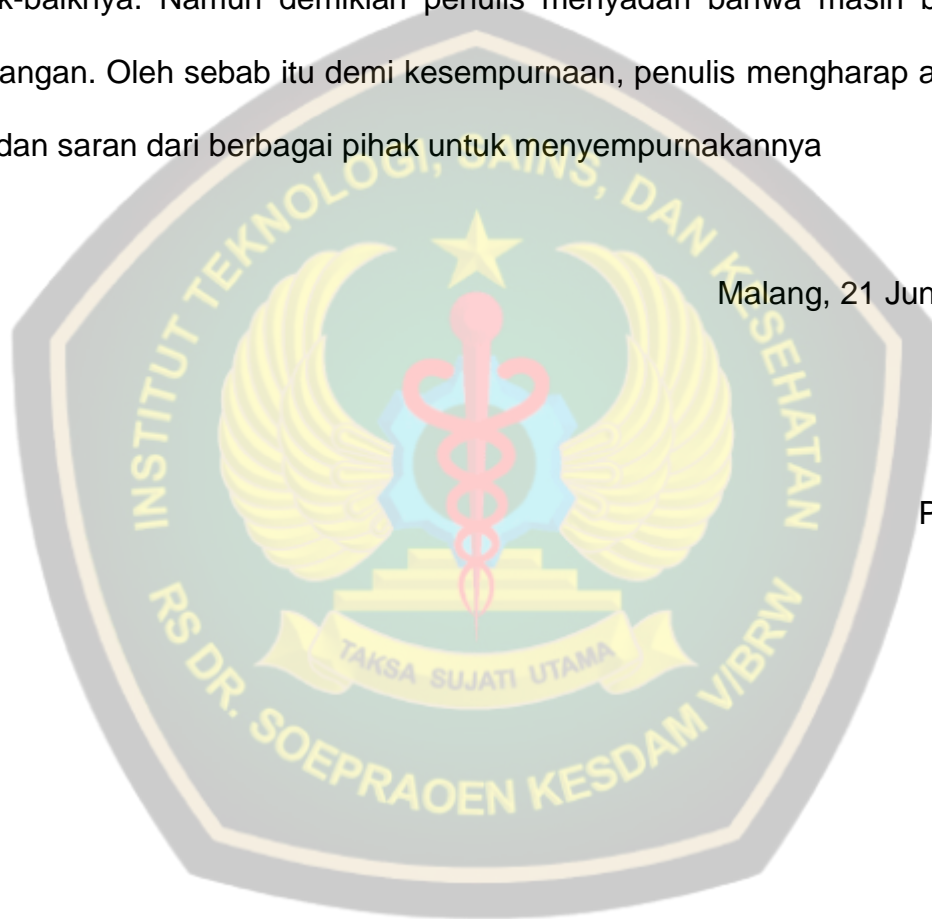 k-baiknya. Namun demikian penulis menyadari bahwa masih b
angan. Oleh sebab itu demi kesempurnaan, penulis mengharap a
dan saran dari berbagai pihak untuk menyempurnakannya
INSTITUT TEKNOLOGI, SAINS, DAN KESEHATAN
Malang, 21 Jun
P
TAKSA SUJATI UTAMA
RS DR. SOEPRAOEN KESDAM V/BRW